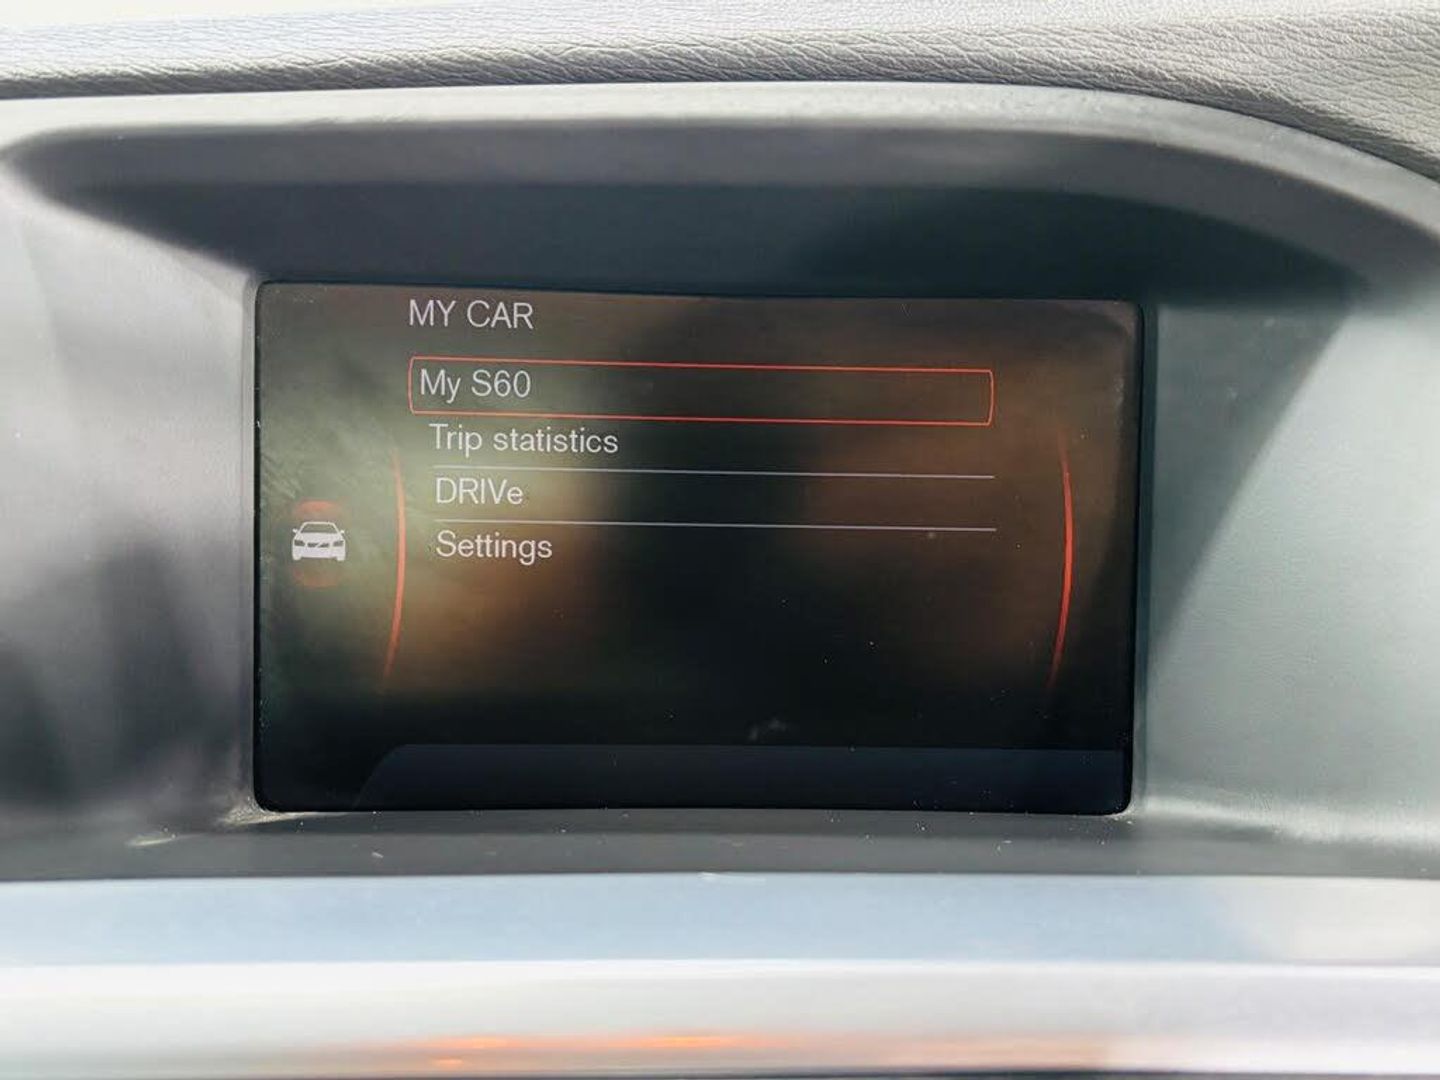 MY CAR
My S60
Trip statistics
DRIVe
Settings